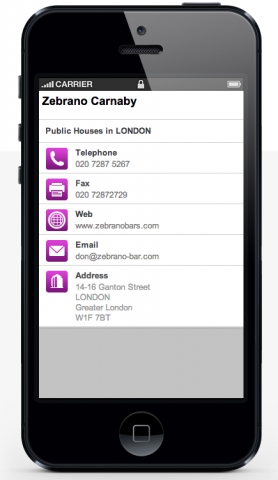 CARRIER
Zebrano Carnaby
Public Houses in LONDON
Telephone
020 7287 5267
Fax
020 72872729
Web
www.zebranobars.com
Email
don@zebrano-bar.com
Address
14-16 Ganton Street
LONDON
Greater London
W1F 7BT